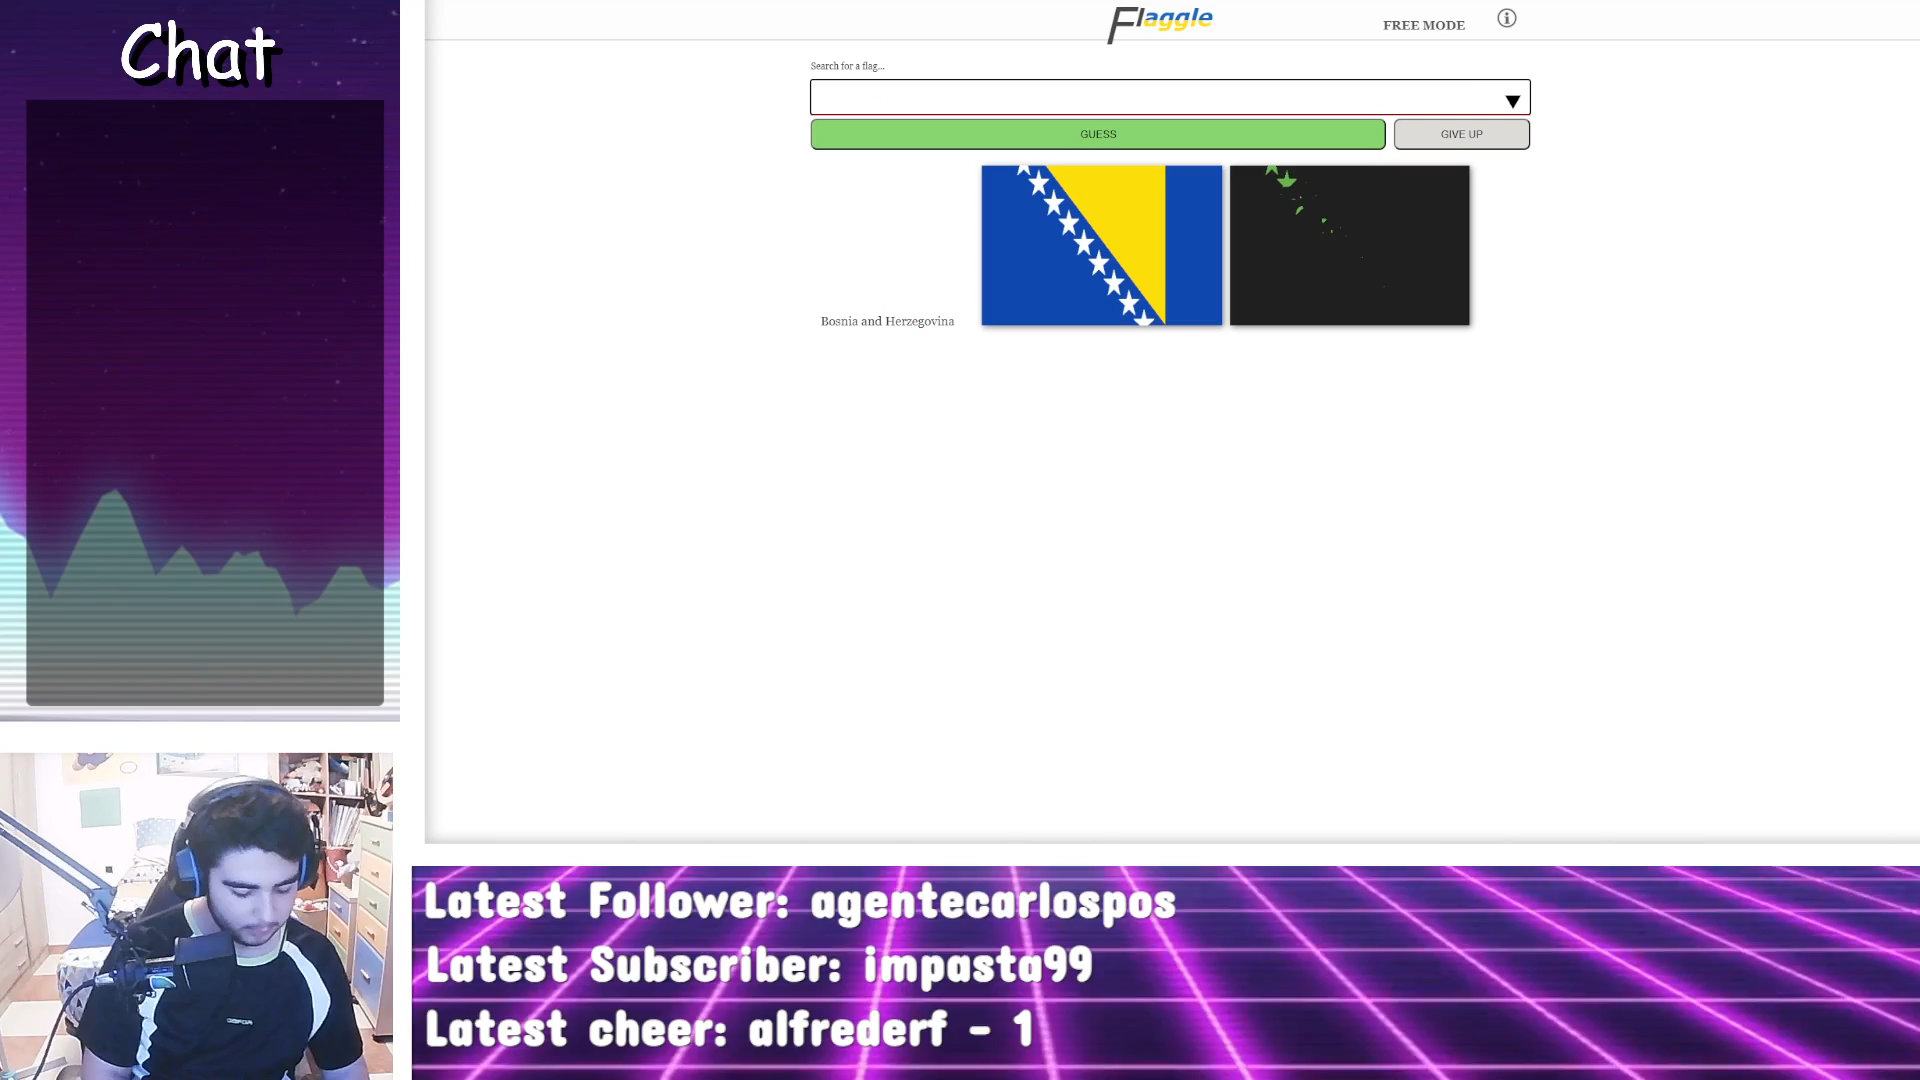 Chat
Flaggle
FREE MODE
Search for a flag...
GUESS
GIVE UP
Bosnia and Herzegovina
Latest Follower: agentecarlospos
Latest Subscriber: impasta99
Latest cheer: alfrederf - 1